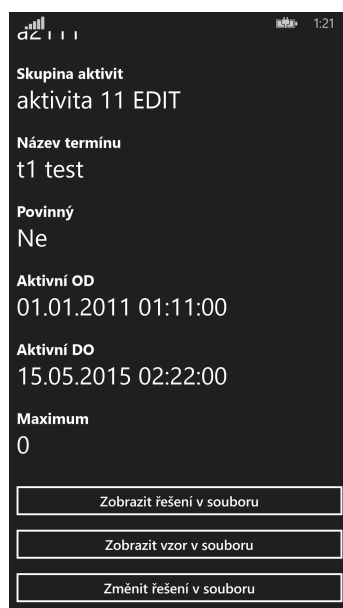 1:21
Skupina aktivit
aktivita 11 EDIT
Název termínu
t1 test
Povinný
Ne
Aktivní OD
01.01.2011 01:11:00
Aktivní DO
15.05.2015 02:22:00
Maximum
0
Zobrazit řešení v souboru
Zobrazit vzor v souboru
Změnit řešení v souboru